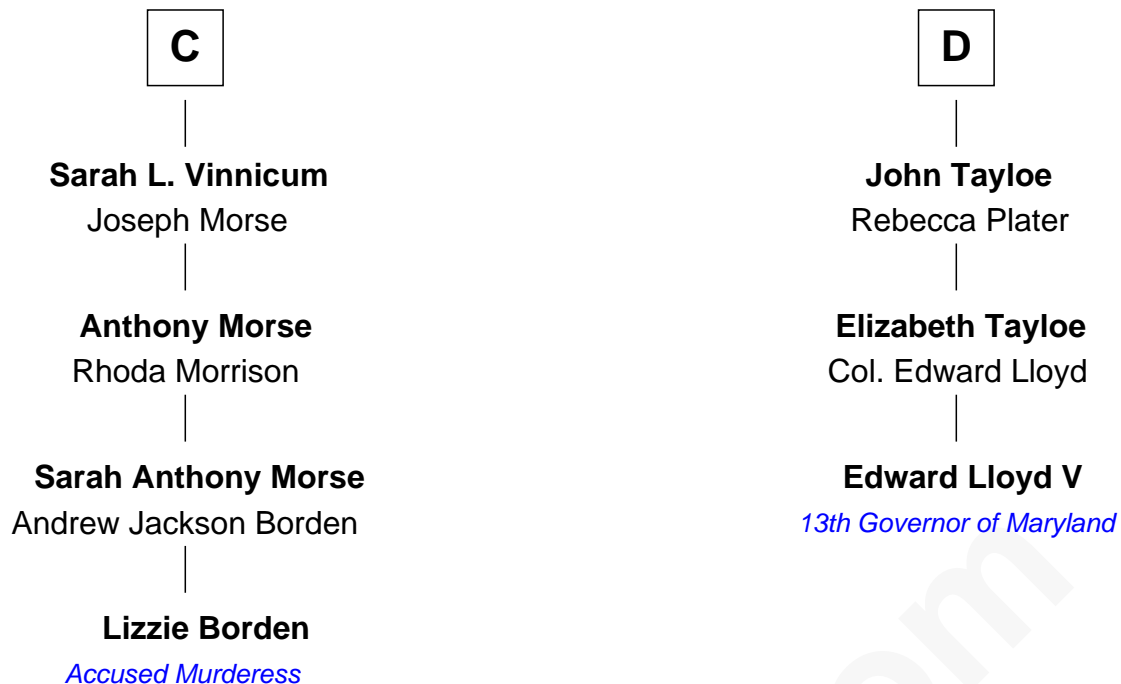 C
Sarah L. Vinnicum
Joseph Morse
Anthony Morse
Rhoda Morrison
Sarah Anthony Morse
Andrew Jackson Borden
Lizzie Borden
Accused Murderess
D
John Tayloe
Rebecca Plater
Elizabeth Tayloe
Col. Edward Lloyd
Edward Lloyd V
13th Governor of Maryland
om